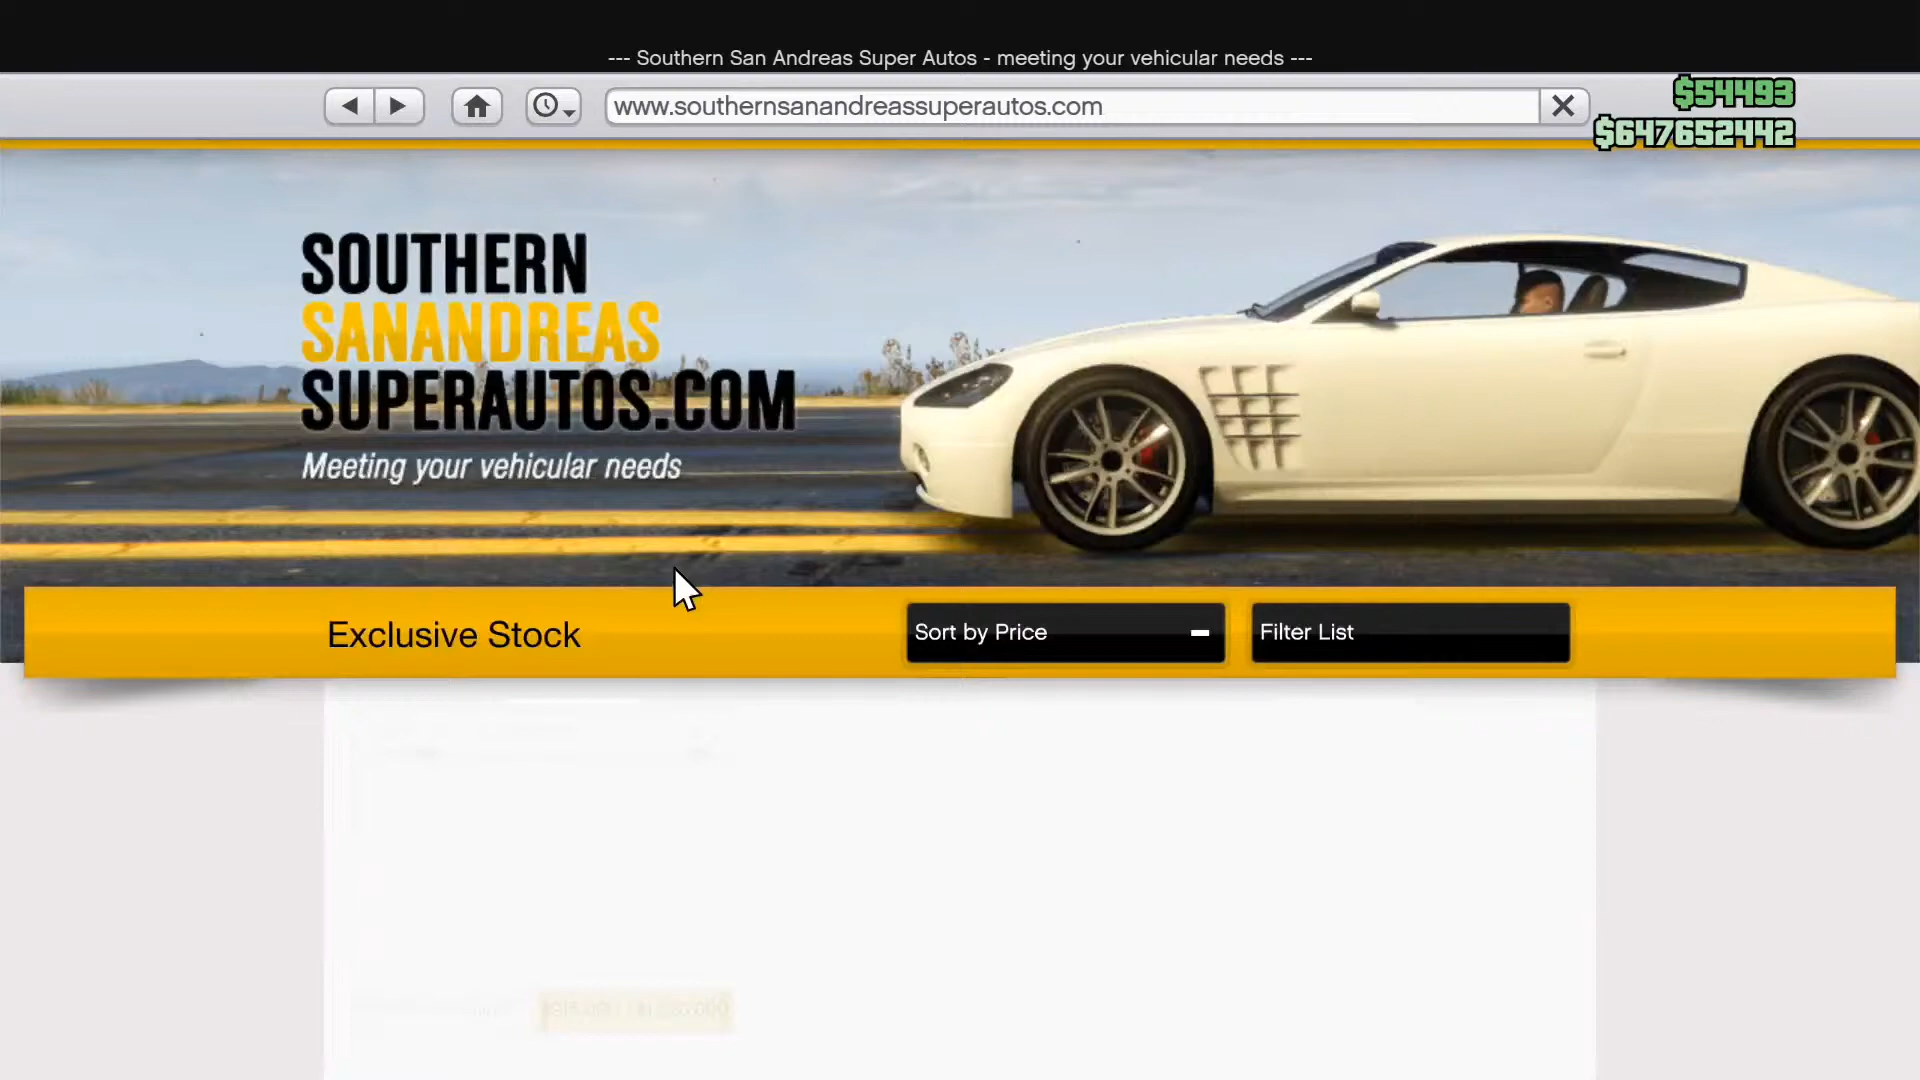 --- Southern San Andreas Super Autos - meeting your vehicular needs ---
www.southernsanandreassuperautos.com
$54493
$647652442
SOUTHERN
SANANDREAS
SUPERAUTOS.COM
Meeting your vehicular needs
Exclusive Stock
Sort by Price
Filter List